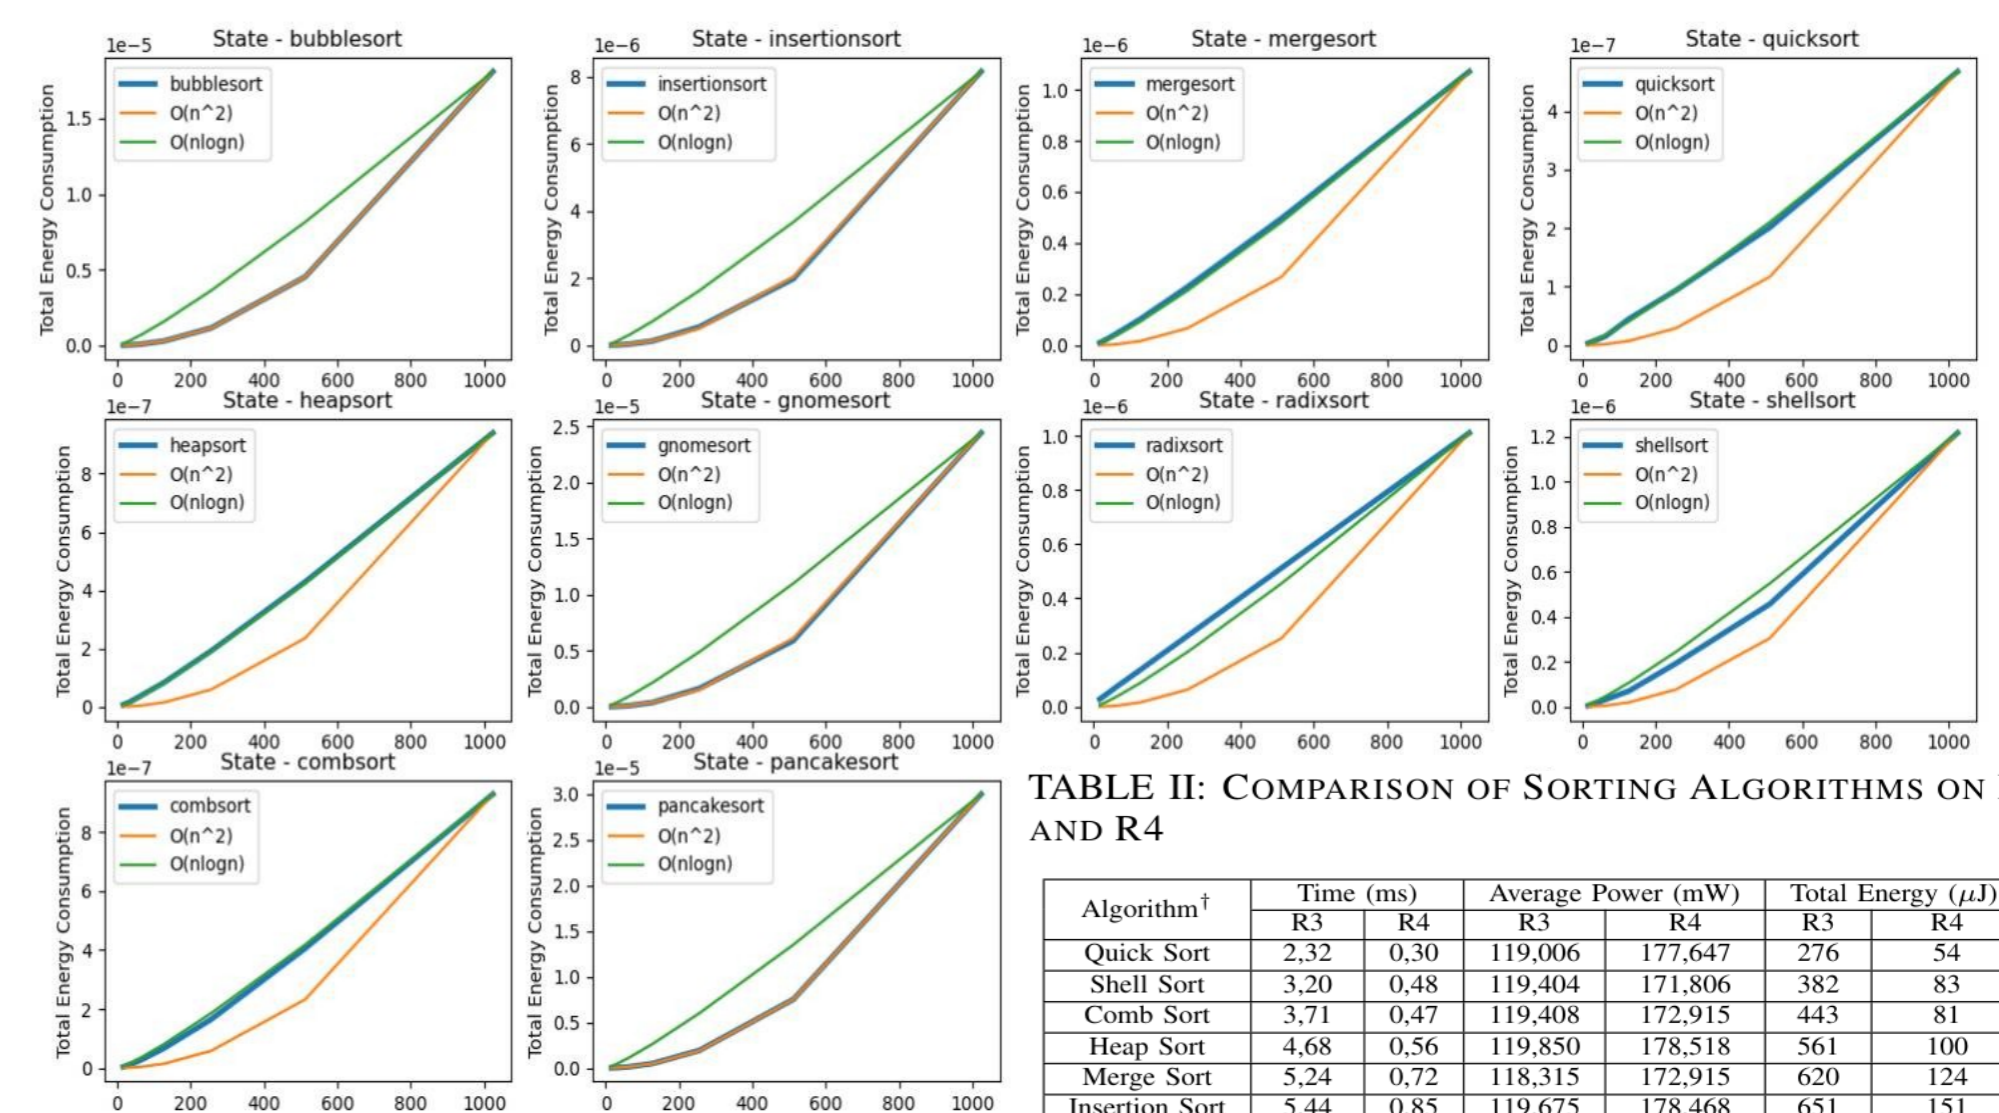 1e−5 State - bubblesort
Total Energy Consumption
1.5
1.0
0.5
0.0
bubblesort
O(n^2)
O(nlogn)
0 200 400 600 800 1000
1e−6 State - insertionsort
Total Energy Consumption
8
6
4
2
0
insertionsort
O(n^2)
O(nlogn)
0 200 400 600 800 1000
1e−6 State - mergesort
Total Energy Consumption
1.0
0.8
0.6
0.4
0.2
0.0
mergesort
O(n^2)
O(nlogn)
0 200 400 600 800 1000
1e−7 State - quicksort
Total Energy Consumption
4
3
2
1
0
quicksort
O(n^2)
O(nlogn)
0 200 400 600 800 1000
1e−7 State - heapsort
Total Energy Consumption
8
6
4
2
0
heapsort
O(n^2)
O(nlogn)
0 200 400 600 800 1000
1e−5 State - gnomesort
Total Energy Consumption
2.5
2.0
1.5
1.0
0.5
0.0
gnomesort
O(n^2)
O(nlogn)
0 200 400 600 800 1000
1e−6 State - radixsort
Total Energy Consumption
1.0
0.8
0.6
0.4
0.2
0.0
radixsort
O(n^2)
O(nlogn)
0 200 400 600 800 1000
1e−6 State - shellsort
Total Energy Consumption
1.2
1.0
0.8
0.6
0.4
0.2
0.0
shellsort
O(n^2)
O(nlogn)
0 200 400 600 800 1000
1e−7 State - combsort
Total Energy Consumption
8
6
4
2
0
combsort
O(n^2)
O(nlogn)
0 200 400 600 800 1000
1e−5 State - pancakesort
Total Energy Consumption
3.0
2.5
2.0
1.5
1.0
0.5
0.0
pancakesort
O(n^2)
O(nlogn)
0 200 400 600 800 1000
TABLE II: COMPARISON OF SORTING ALGORITHMS ON
AND R4
Algorithm† Time (ms) Average Power (mW) Total Energy (μJ)
R3 R4 R3 R4 R3 R4
Quick Sort 2,32 0,30 119,006 177,647 276 54
Shell Sort 3,20 0,48 119,404 171,806 382 83
Comb Sort 3,71 0,47 119,408 172,915 443 81
Heap Sort 4,68 0,56 119,850 178,518 561 100
Merge Sort 5,24 0,72 118,315 172,915 620 124
Insertion Sort 5,44 0,85 119,675 178,468 651 151